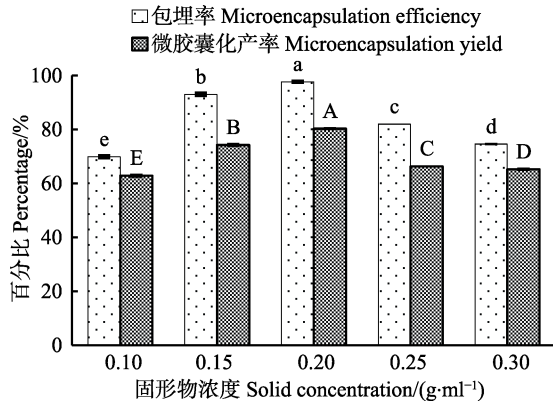 包埋率 Microencapsulation efficiency
微胶囊化产率 Microencapsulation yield
百分比 Percentage/%
100
80
60
40
20
0
e
E
b
B
a
A
c
C
d
D
0.10 0.15 0.20 0.25 0.30
固形物浓度 Solid concentration/(g·ml⁻¹)